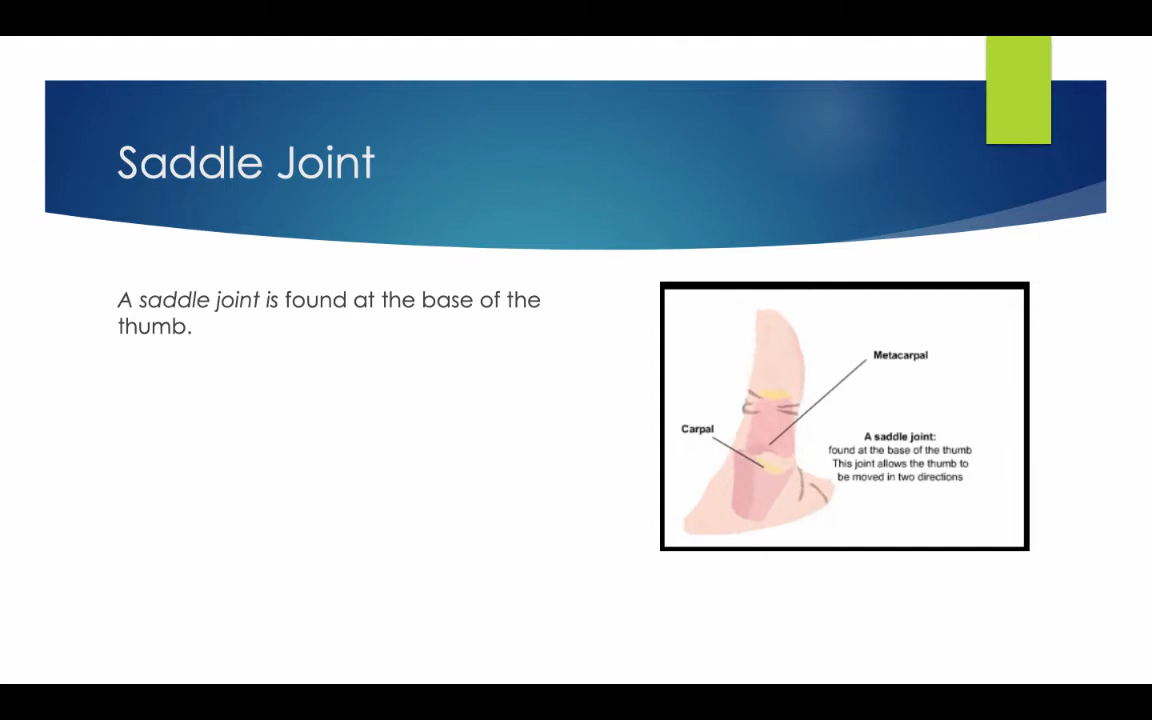 Saddle Joint
A saddle joint is found at the base of the
thumb.
Metacarpal
Carpal
A saddle joint:
found at the base of the thumb
This joint allows the thumb to
be moved in two directions